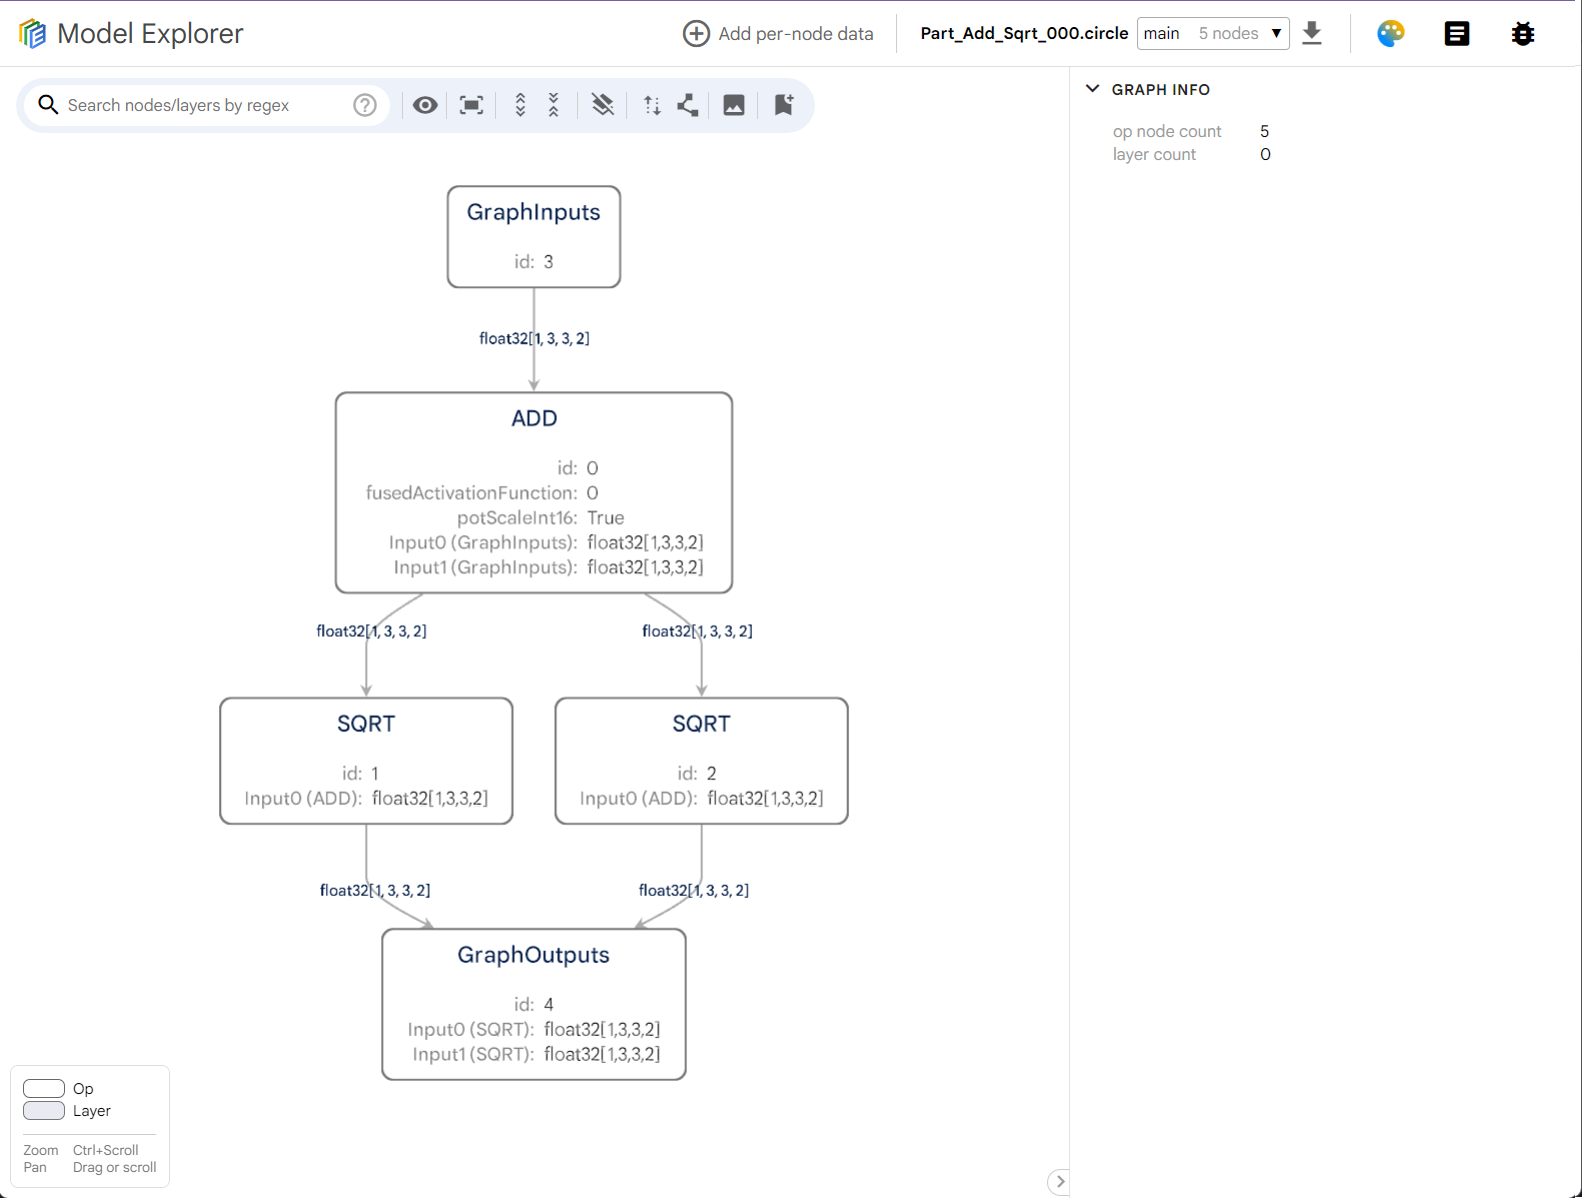 Model Explorer
Add per-node data
Part_Add_Sqrt_000.circle
main 5 nodes
Search nodes/layers by regex
GRAPH INFO
op node count 5
layer count 0
GraphInputs
id: 3
float32[1, 3, 3, 2]
ADD
id: 0
fusedActivationFunction: 0
potScaleInt16: True
Input0 (GraphInputs): float32[1,3,3,2]
Input1 (GraphInputs): float32[1,3,3,2]
float32[1, 3, 3, 2]
float32[1, 3, 3, 2]
SQRT
id: 1
Input0 (ADD): float32[1,3,3,2]
SQRT
id: 2
Input0 (ADD): float32[1,3,3,2]
float32[1, 3, 3, 2]
float32[1, 3, 3, 2]
GraphOutputs
id: 4
Input0 (SQRT): float32[1,3,3,2]
Input1 (SQRT): float32[1,3,3,2]
Op
Layer
Zoom Ctrl+Scroll
Pan Drag or scroll